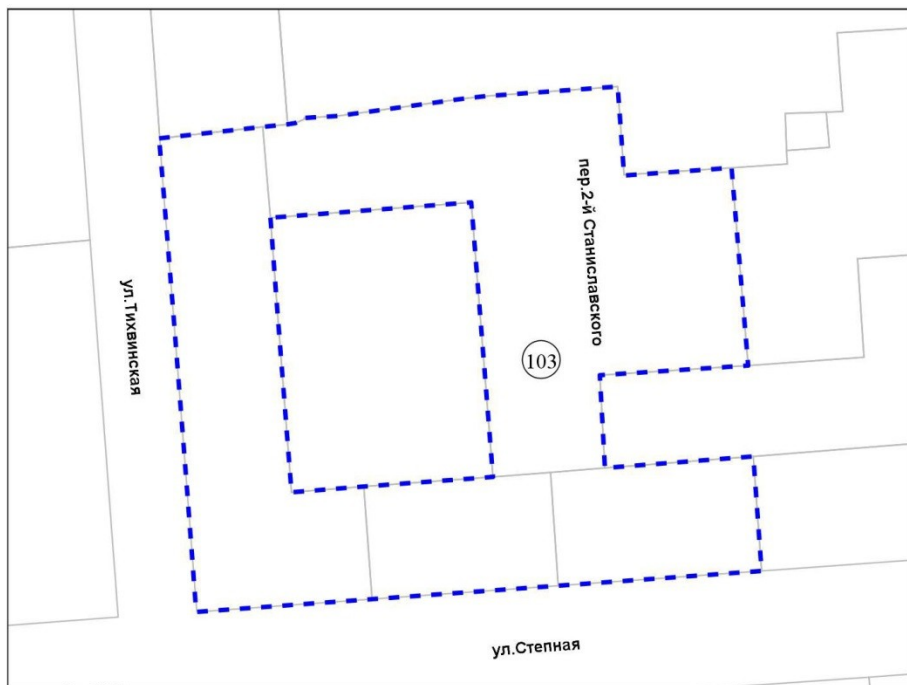 пер.2-й Станиславского
ул.Тихвинская
103
ул.Степная